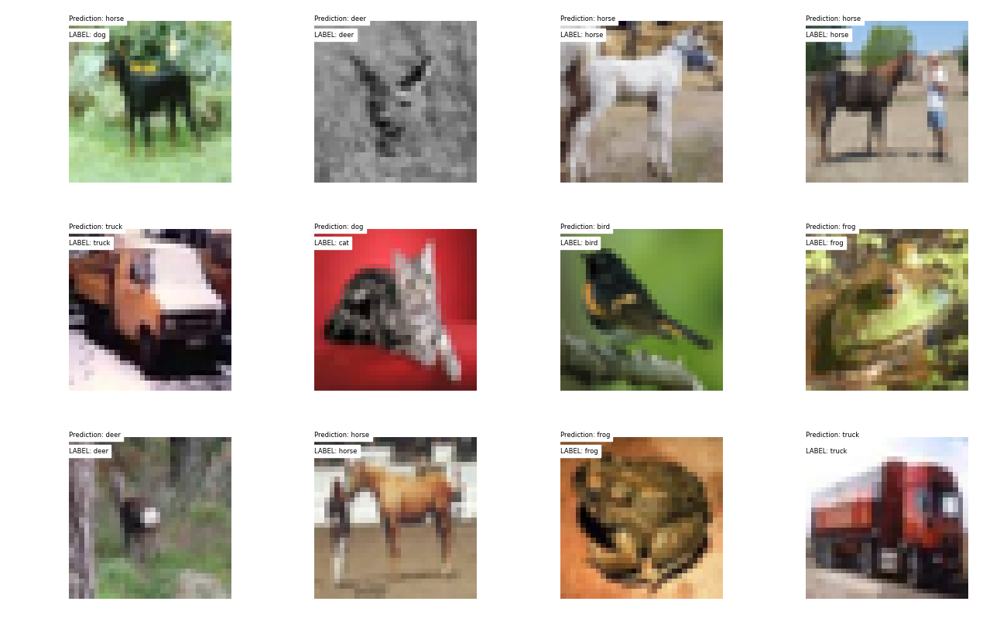 Prediction: horse
LABEL: dog
Prediction: deer
LABEL: deer
Prediction: horse
LABEL: horse
Prediction: horse
LABEL: horse
Prediction: truck
LABEL: truck
Prediction: dog
LABEL: cat
Prediction: bird
LABEL: bird
Prediction: frog
LABEL: frog
Prediction: deer
LABEL: deer
Prediction: horse
LABEL: horse
Prediction: frog
LABEL: frog
Prediction: truck
LABEL: truck